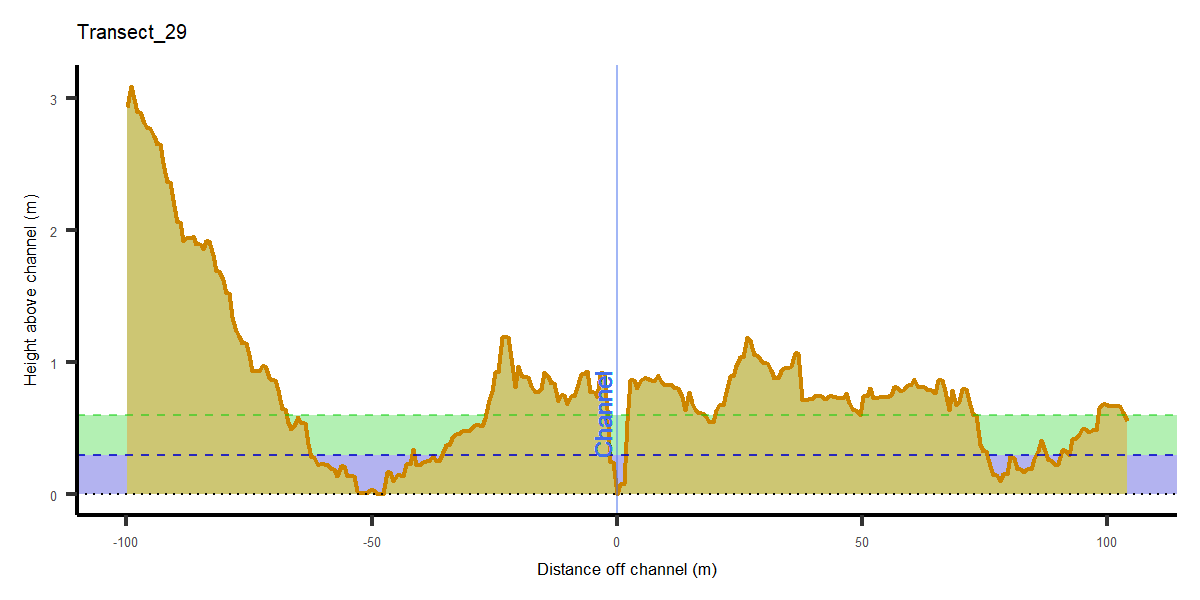 Transect_29
Height above channel (m)
3
2
1
0
Channel
-100
-50
0
50
100
Distance off channel (m)